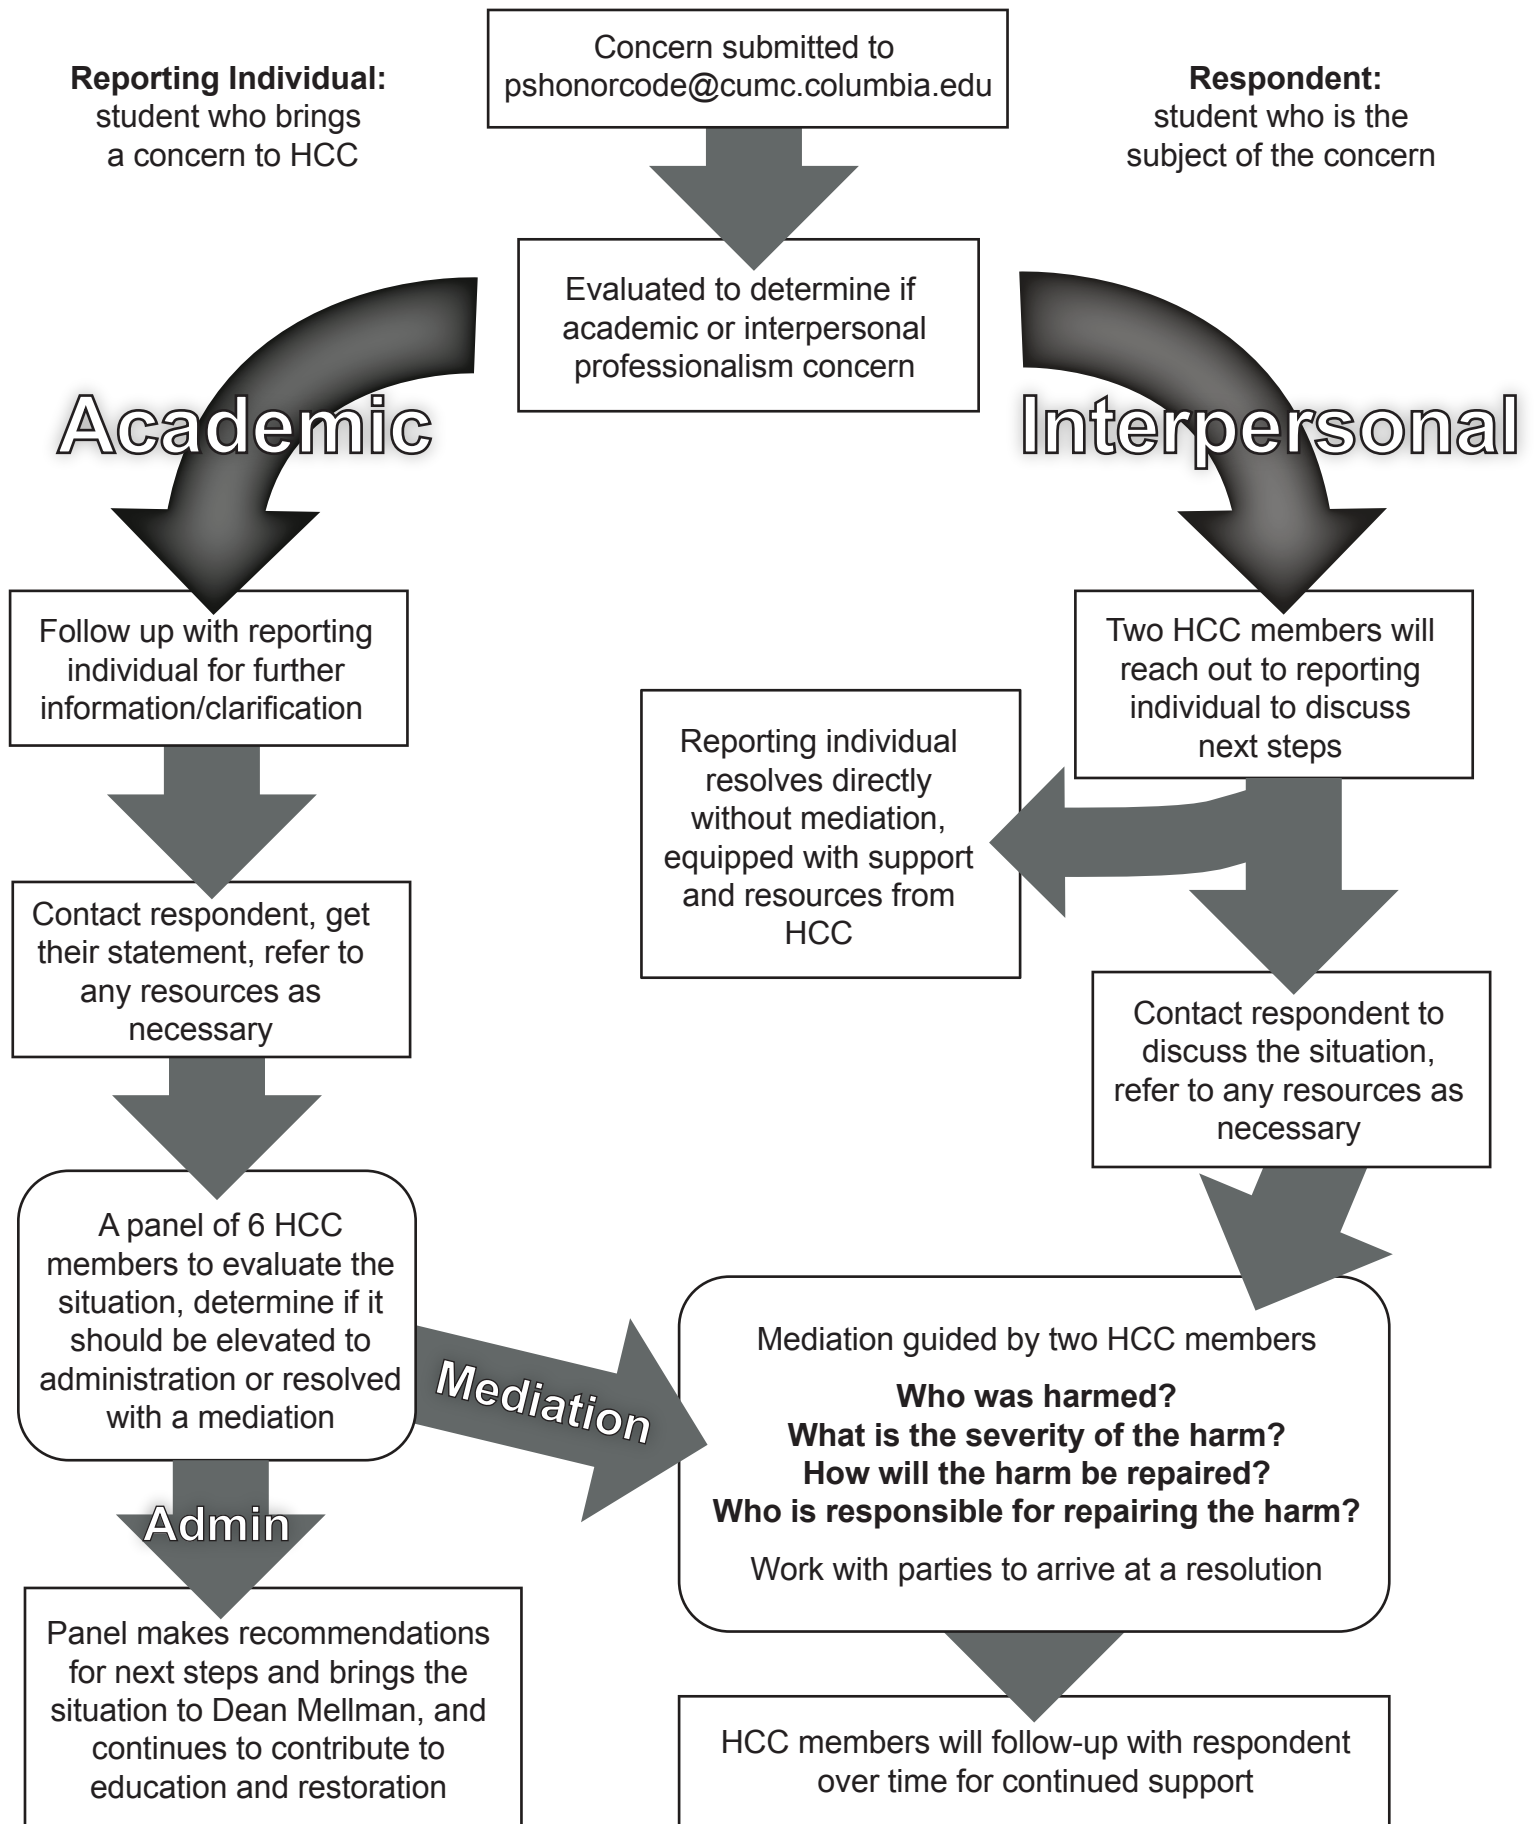 Concern submitted to
pshonorcode@cumc.columbia.edu
Reporting Individual:
student who brings
a concern to HCC
Respondent:
student who is the
subject of the concern
Evaluated to determine if
academic or interpersonal
professionalism concern
Academic
Follow up with reporting
individual for further
information/clarification
Contact respondent, get
their statement, refer to
any resources as
necessary
A panel of 6 HCC
members to evaluate the
situation, determine if it
should be elevated to
administration or resolved
with a mediation
Admin
Panel makes recommendations
for next steps and brings the
situation to Dean Mellman, and
continues to contribute to
education and restoration
Interpersonal
Two HCC members will
reach out to reporting
individual to discuss
next steps
Reporting individual
resolves directly
without mediation,
equipped with support
and resources from
HCC
Contact respondent to
discuss the situation,
refer to any resources as
necessary
Mediation
Mediation guided by two HCC members
Who was harmed?
What is the severity of the harm?
How will the harm be repaired?
Who is responsible for repairing the harm?
Work with parties to arrive at a resolution
HCC members will follow-up with respondent
over time for continued support